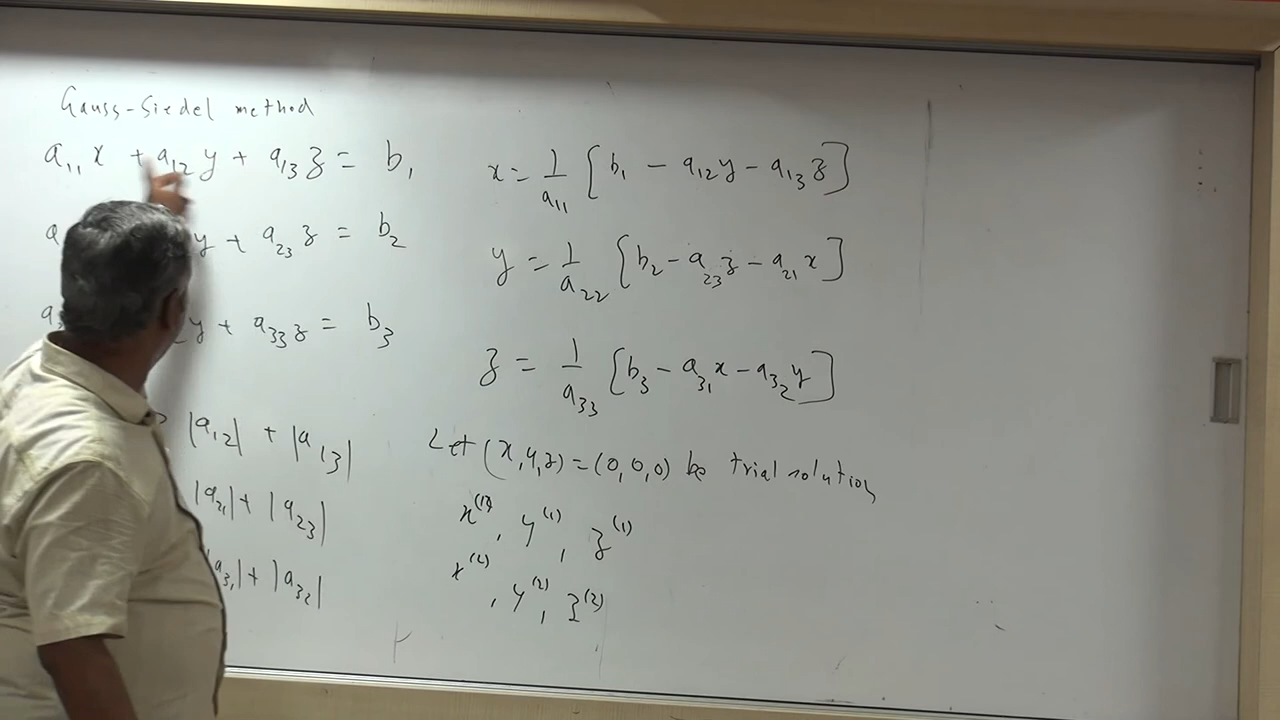 Gauss-Siedel method
a₁₁ x + a₁₂ y + a₁₃ z = b₁
y + a₂₃ z = b₂
y + a₃₃ z = b₃
|a₁₂| + |a₁₃|
|a₂₁| + |a₂₃|
|a₃₁| + |a₃₂|
x = 1/a₁₁ [b₁ - a₁₂ y - a₁₃ z]
y = 1/a₂₂ [b₂ - a₂₃ z - a₂₁ x]
z = 1/a₃₃ [b₃ - a₃₁ x - a₃₂ y]
Let (x, y, z) = (0, 0, 0) be trial solution
x⁽¹⁾, y⁽¹⁾, z⁽¹⁾
x⁽²⁾, y⁽²⁾, z⁽²⁾